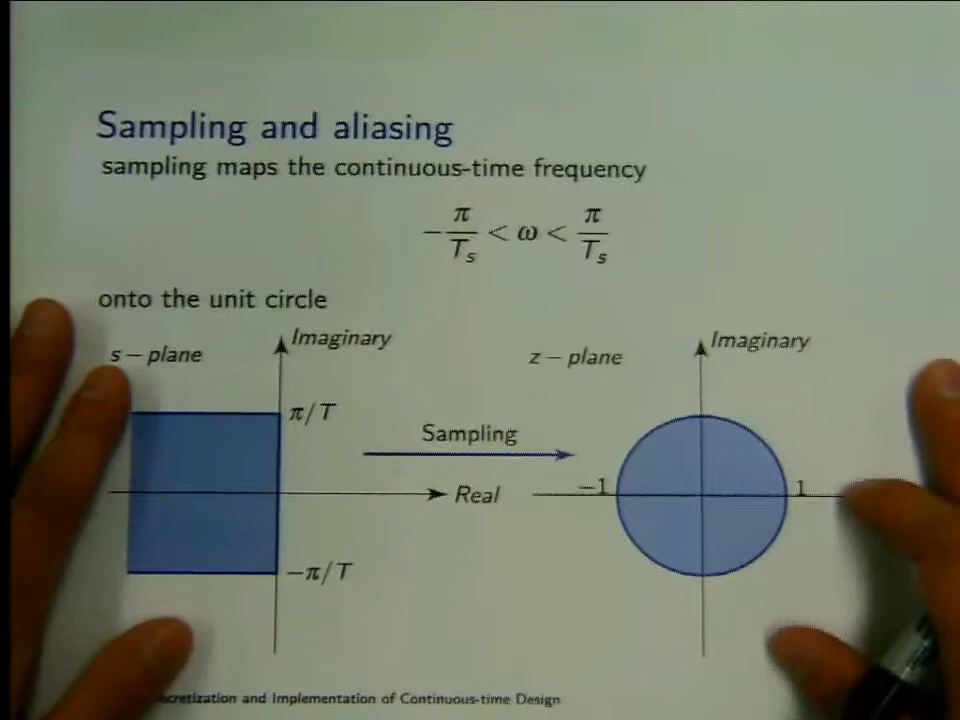 Sampling and aliasing
sampling maps the continuous-time frequency
−π/Ts < ω < π/Ts
onto the unit circle
Imaginary
Imaginary
s − plane
z − plane
π/T
Sampling
Real
−1
1
−π/T
and Implementation of Continuous-time Design